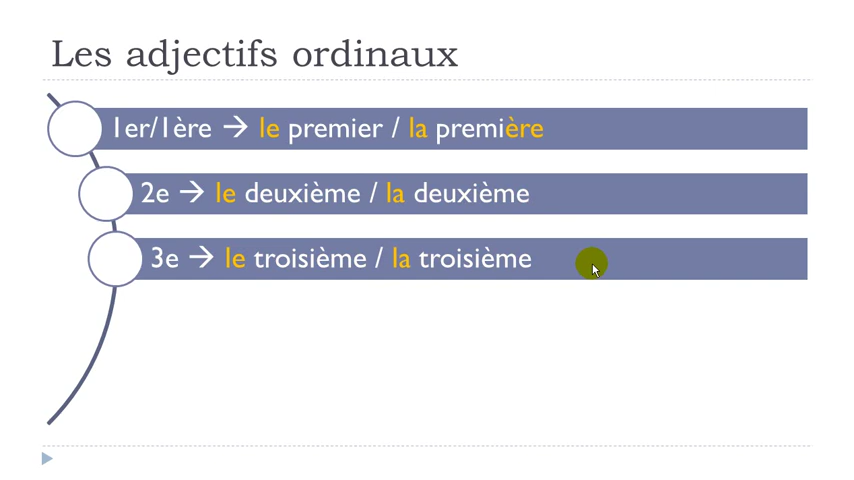 Les adjectifs ordinaux
1er/1ère → le premier / la première
2e → le deuxième / la deuxième
3e → le troisième / la troisième